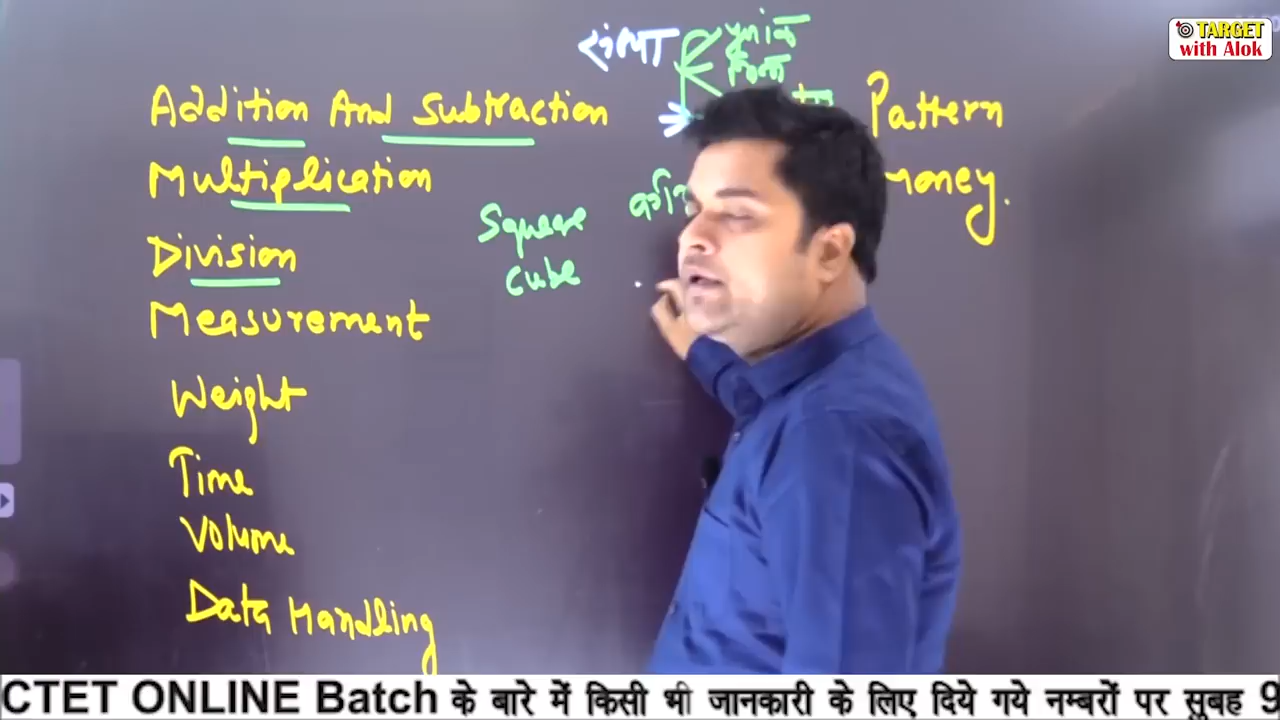 TARGET
with Alok
Addition And Subtraction
Multiplication
Division
Measurement
Weight
Time
Volume
Data Handling
Square
Cube
Pattern
money.
CTET ONLINE Batch के बारे में किसी भी जानकारी के लिए दिये गये नम्बरों पर सुबह 9